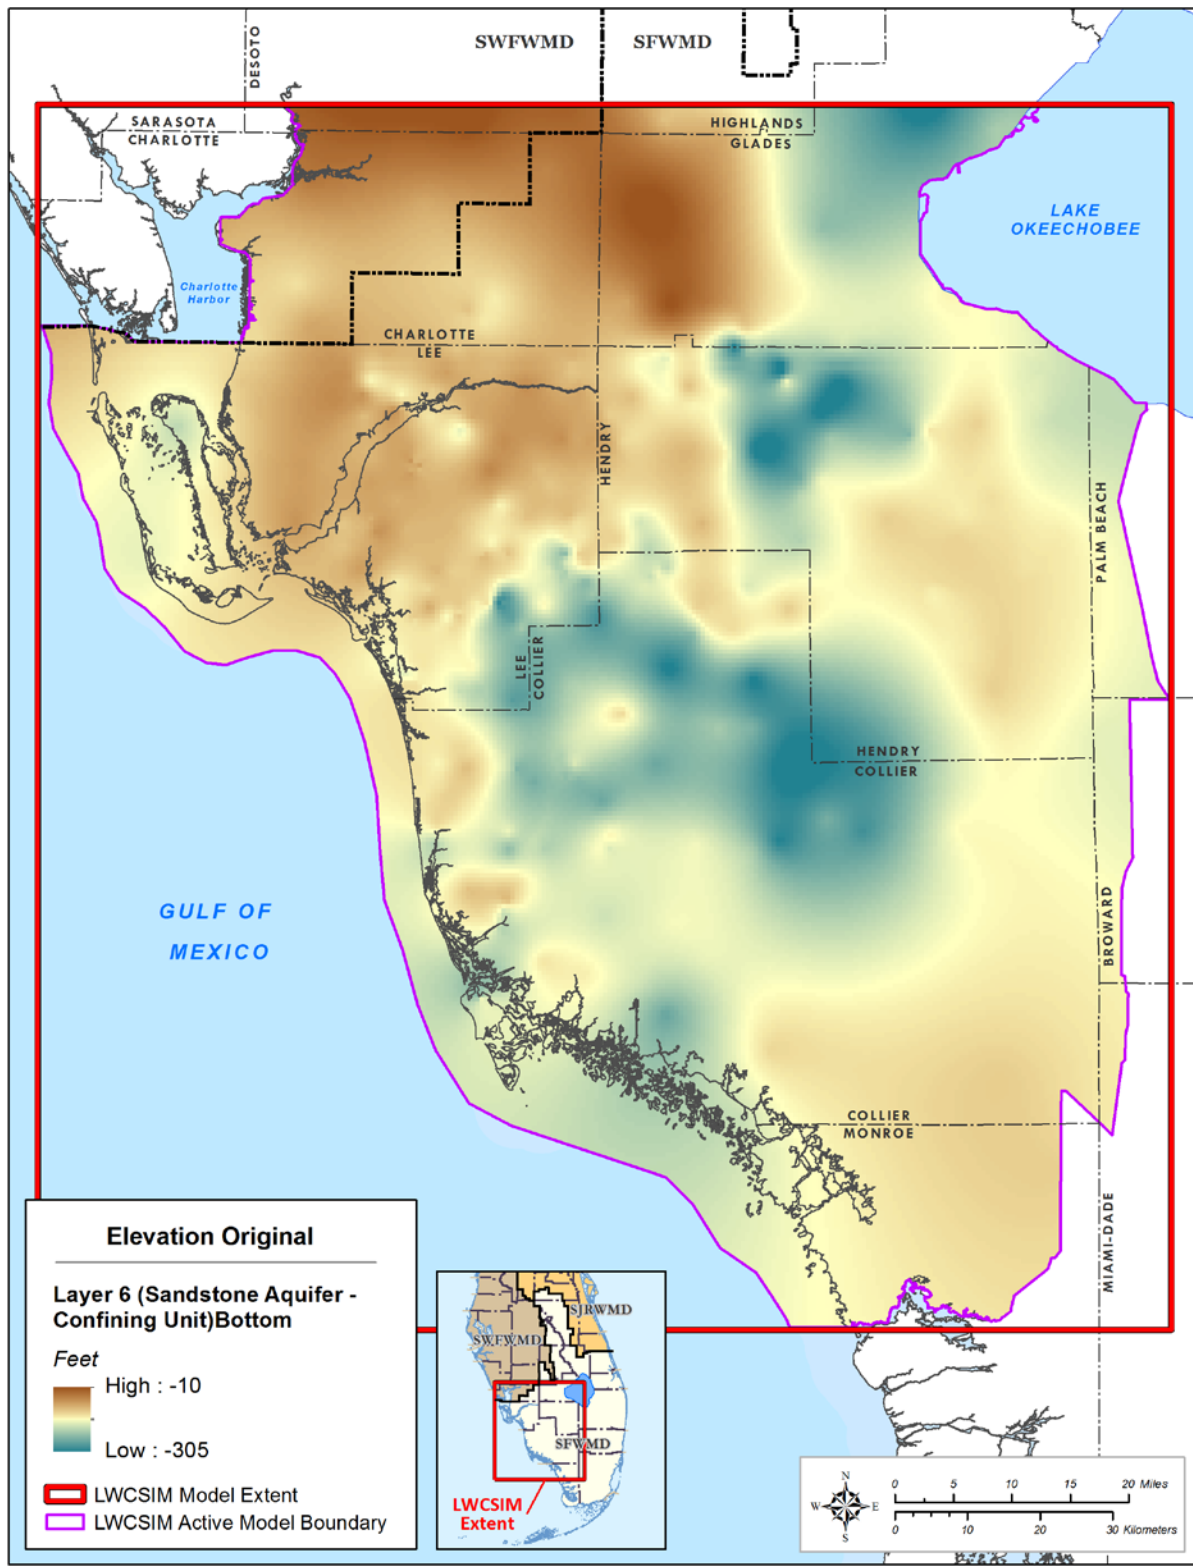 SWFWMD
SFWMD
DESOTO
SARASOTA
CHARLOTTE
HIGHLANDS
GLADES
LAKE
OKEECHOBEE
Charlotte
Harbor
CHARLOTTE
LEE
HENDRY
PALM BEACH
LEE
COLLIER
HENDRY
COLLIER
GULF OF
MEXICO
BROWARD
COLLIER
MONROE
MIAMI-DADE
Elevation Original
Layer 6 (Sandstone Aquifer -
Confining Unit)Bottom
Feet
High : -10
Low : -305
LWCSIM Model Extent
LWCSIM Active Model Boundary
SJRWMD
SWFWMD
SFWMD
LWCSIM
Extent
N
W E
S
0 5 10 15 20 Miles
0 10 20 30 Kilometers